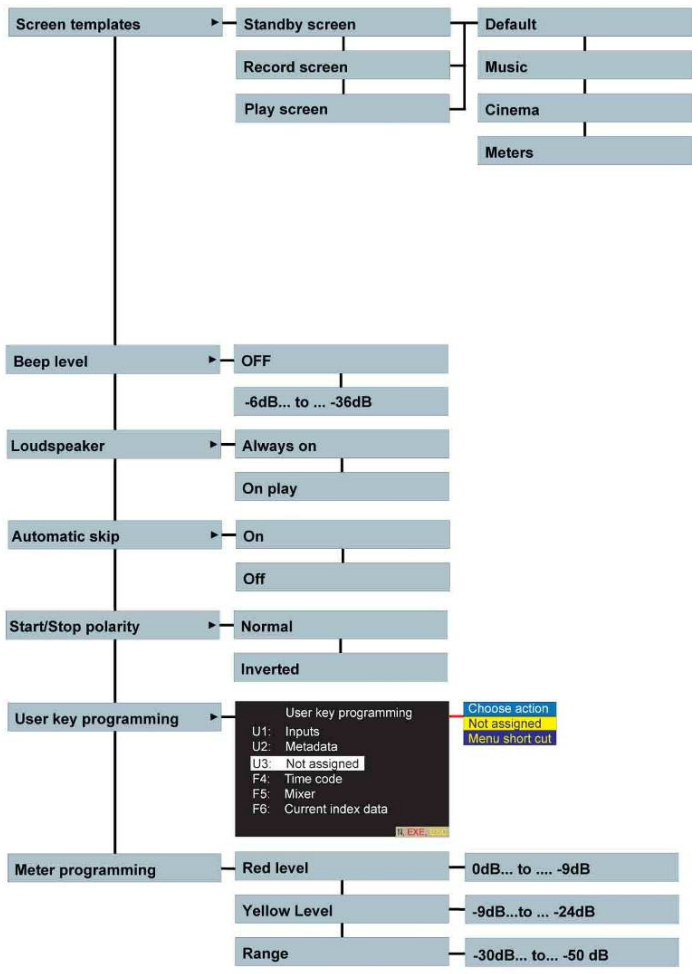 Screen templates
Standby screen
Default
Record screen
Music
Play screen
Cinema
Meters
Beep level
OFF
-6dB... to ... -36dB
Loudspeaker
Always on
On play
Automatic skip
On
Off
Start/Stop polarity
Normal
Inverted
User key programming
User key programming
U1: Inputs
U2: Metadata
U3: Not assigned
F4: Time code
F5: Mixer
F6: Current index data
EXE,
Choose action
Not assigned
Menu short cut
Meter programming
Red level
0dB... to .... -9dB
Yellow Level
-9dB...to ... -24dB
Range
-30dB... to... -50 dB